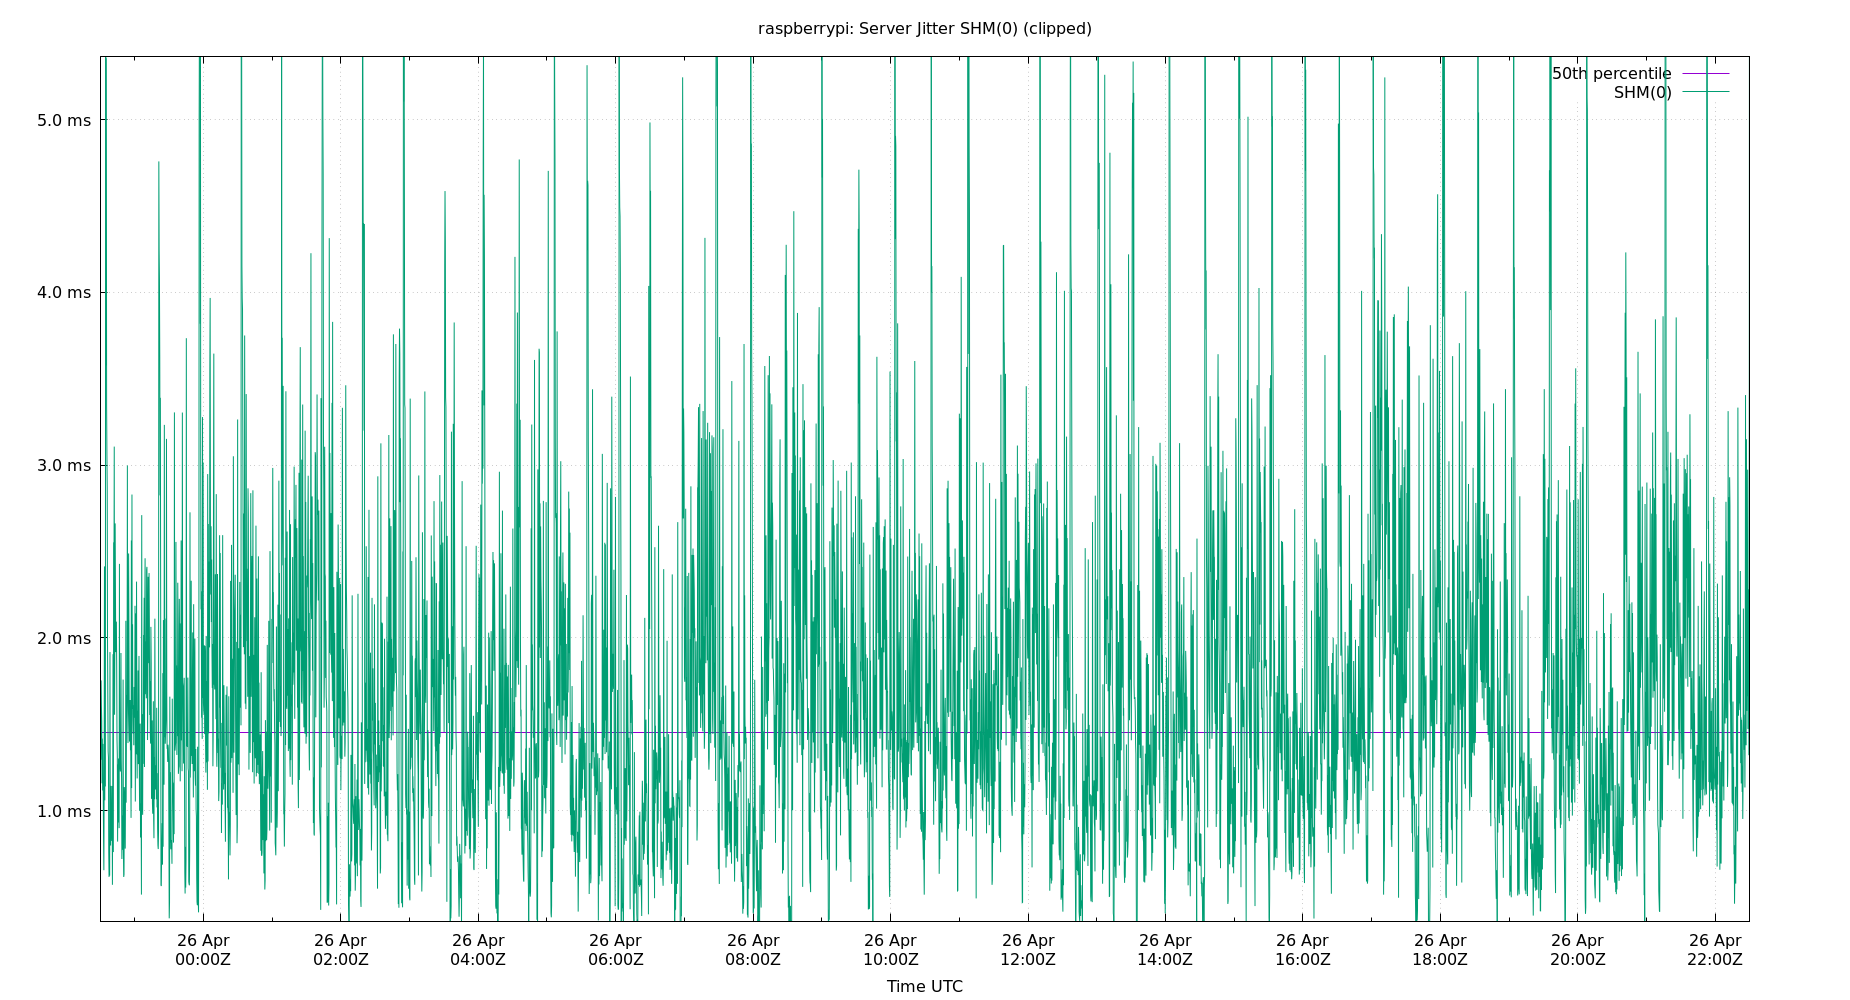 raspberrypi: Server Jitter SHM(0) (clipped)
50th percentile
SHM(0)
5.0 ms
4.0 ms
3.0 ms
2.0 ms
1.0 ms
26 Apr 26 Apr 26 Apr 26 Apr 26 Apr 26 Apr 26 Apr 26 Apr 26 Apr 26 Apr 26 Apr 26 Apr
00:00Z 02:00Z 04:00Z 06:00Z 08:00Z 10:00Z 12:00Z 14:00Z 16:00Z 18:00Z 20:00Z 22:00Z
Time UTC